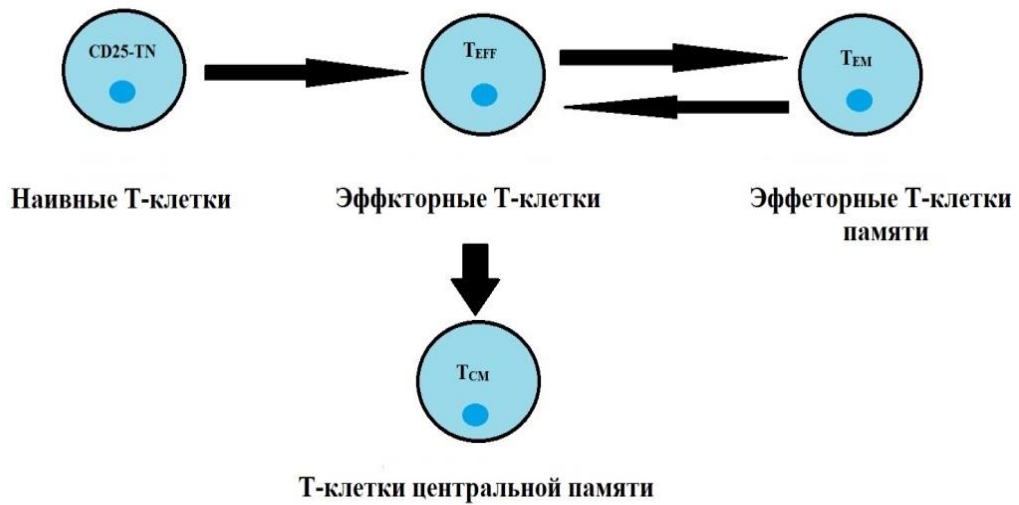 CD25-TN
TEFF
TEM
Наивные Т-клетки
Эффкторные Т-клетки
Эффеторные Т-клетки
памяти
TCM
Т-клетки центральной памяти